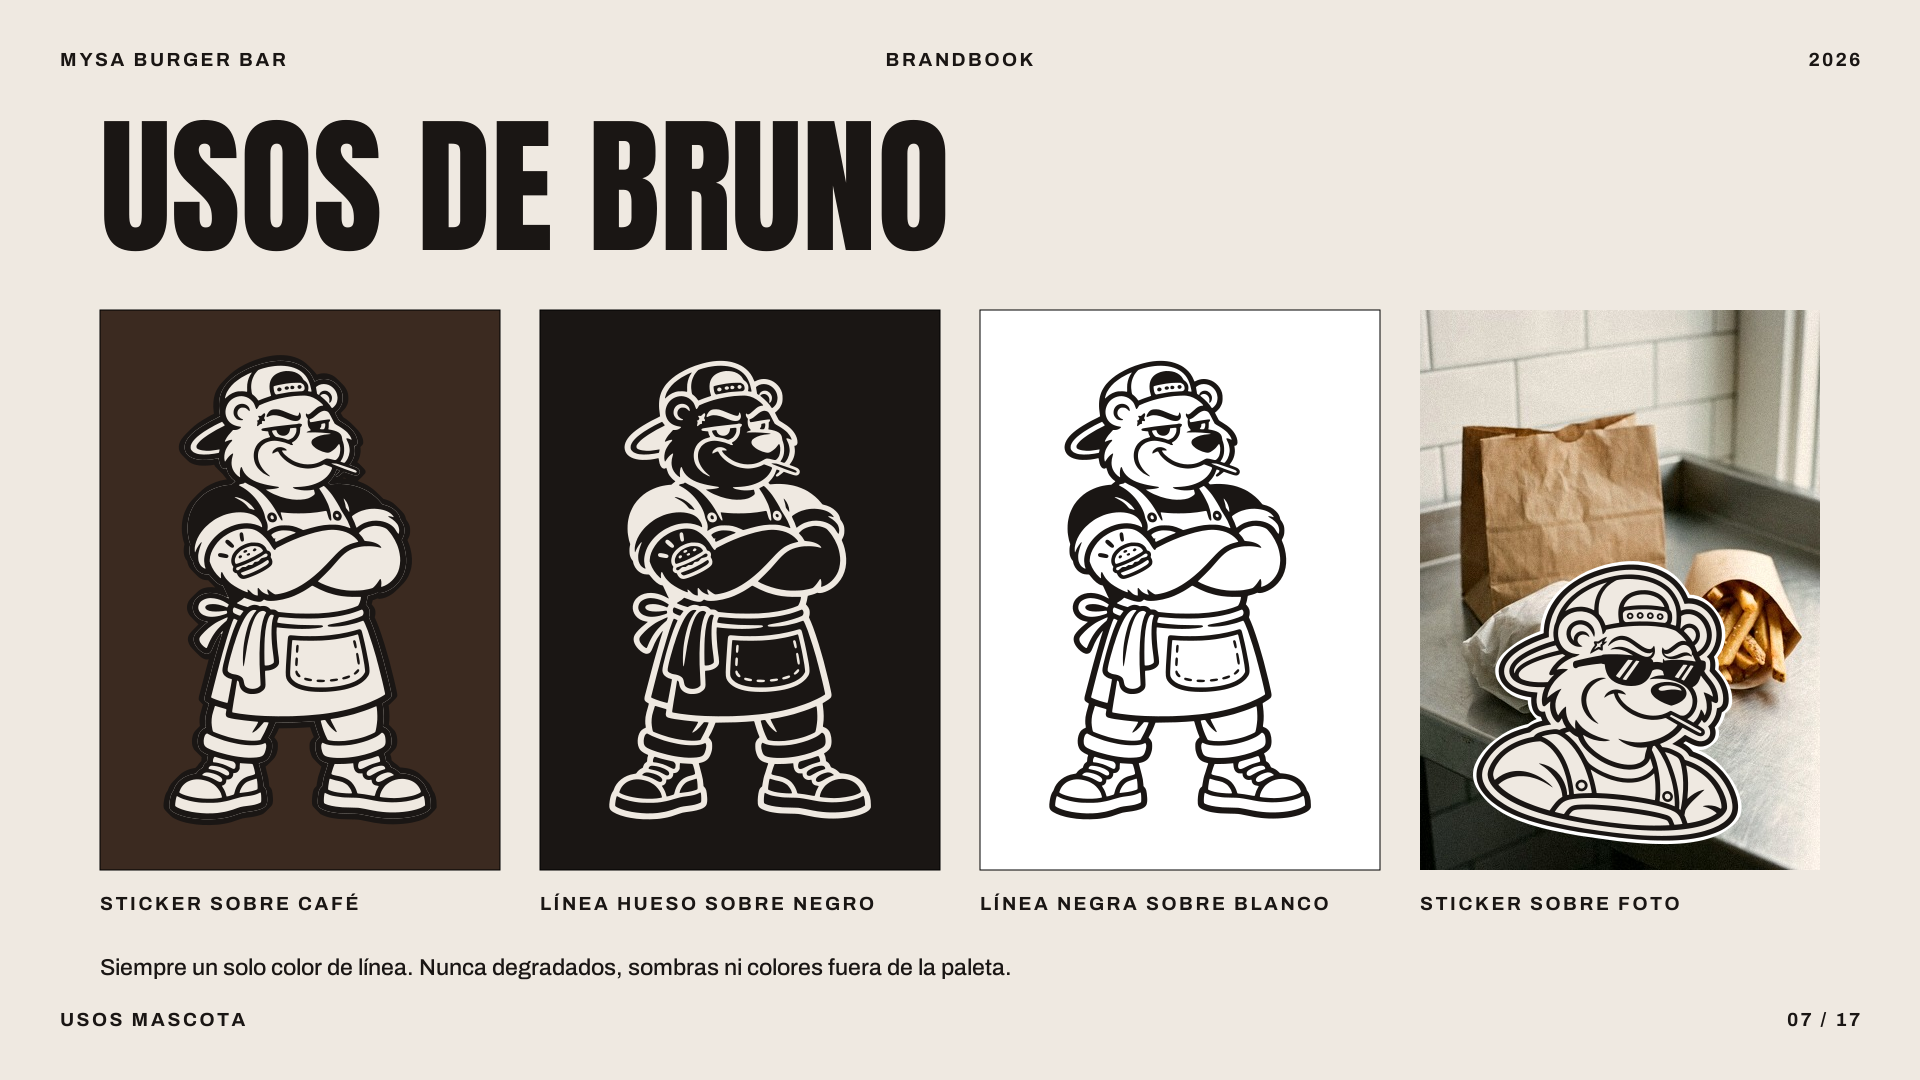 MYSA BURGER BAR
BRANDBOOK
2026
USOS DE BRUNO
STICKER SOBRE CAFÉ
LÍNEA HUESO SOBRE NEGRO
LÍNEA NEGRA SOBRE BLANCO
STICKER SOBRE FOTO
Siempre un solo color de línea. Nunca degradados, sombras ni colores fuera de la paleta.
USOS MASCOTA
07 / 17